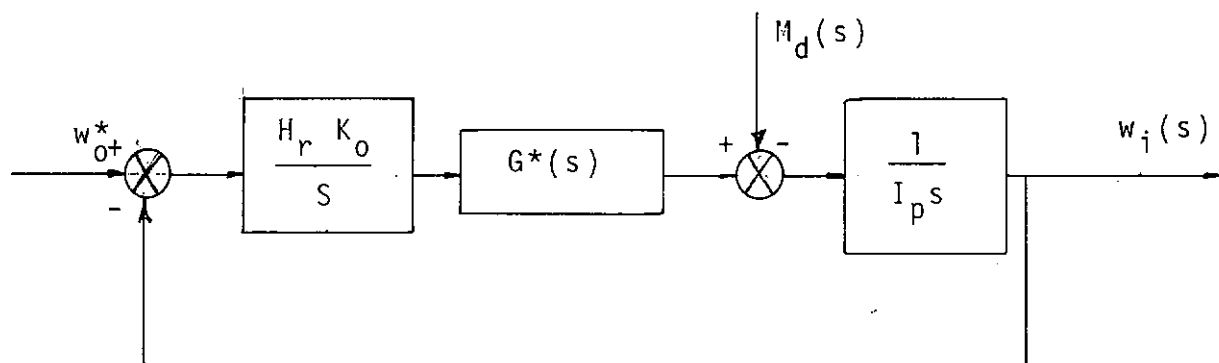 M_d(s)
w_o^* +
-
H_r K_o
S
G*(s)
+ -
1
I_p s
w_i(s)